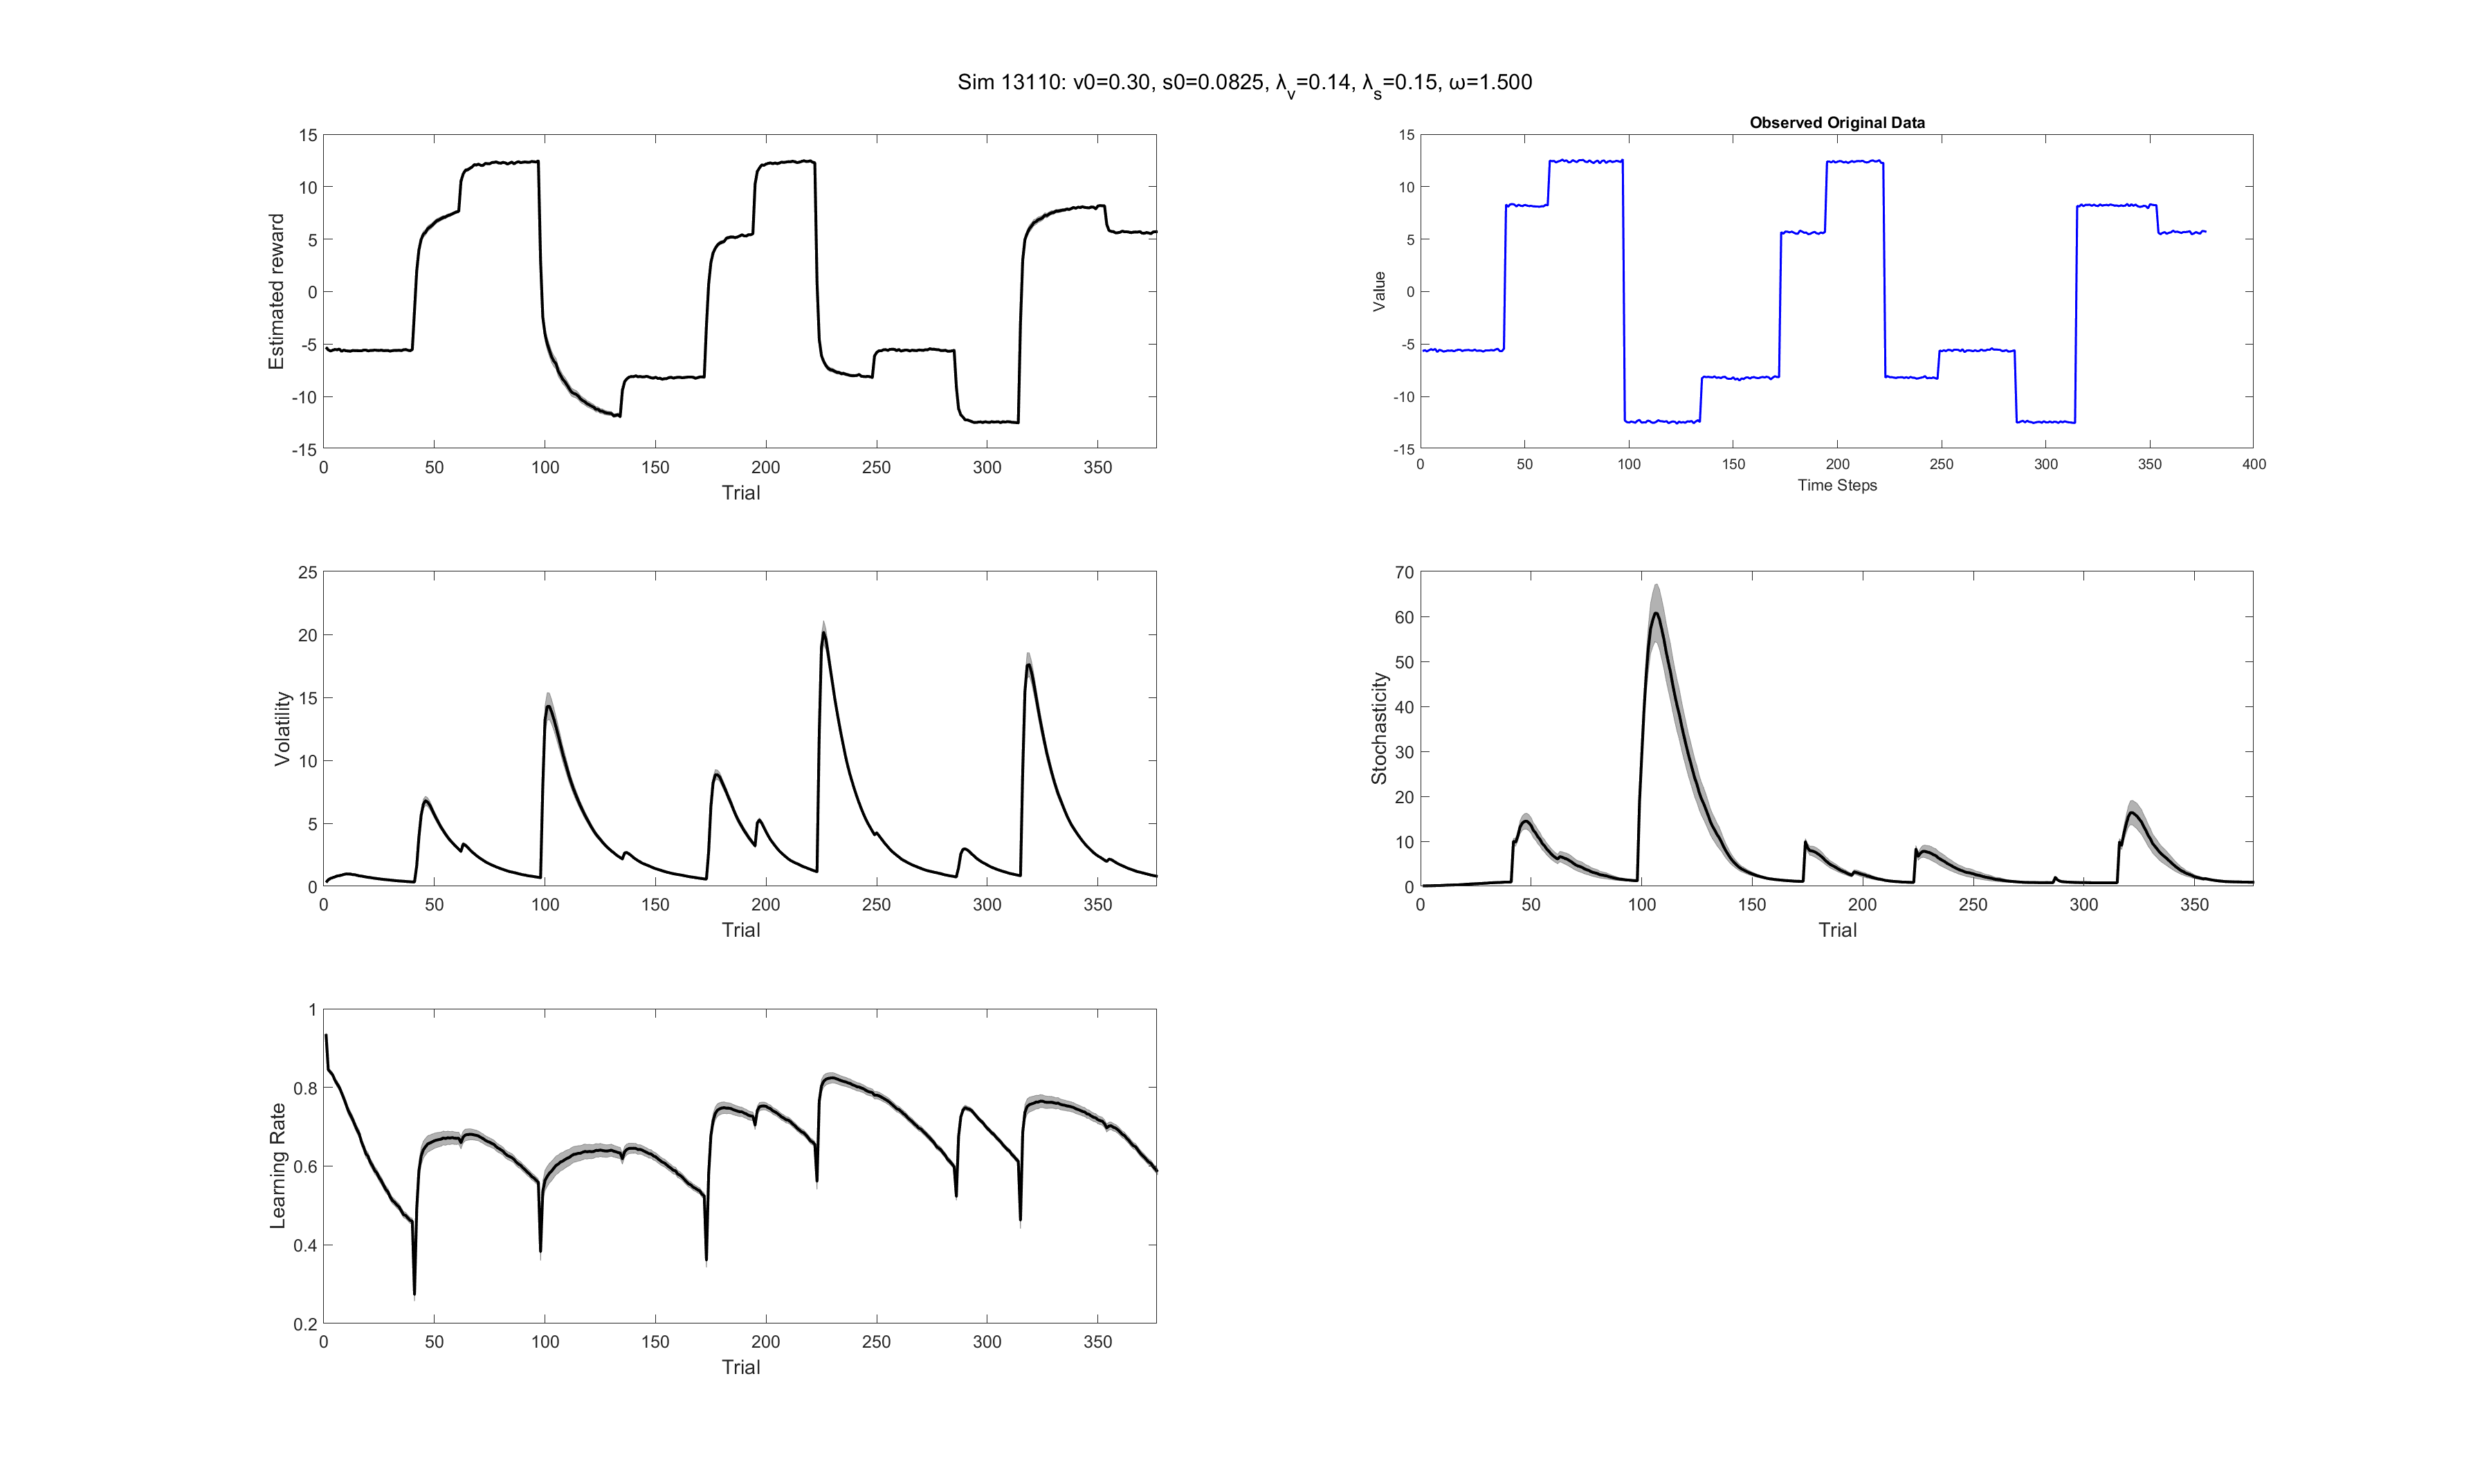 Sim 13110: v0=0.30, s0=0.0825, λv=0.14, λs=0.15, ω=1.500
15
10
5
0
-5
-10
-15
Estimated reward
0 50 100 150 200 250 300 350
Trial
Observed Original Data
15
10
5
0
-5
-10
-15
Value
0 50 100 150 200 250 300 350 400
Time Steps
25
20
15
10
5
0
Volatility
0 50 100 150 200 250 300 350
Trial
70
60
50
40
30
20
10
0
Stochasticity
0 50 100 150 200 250 300 350
Trial
1
0.8
0.6
0.4
0.2
Learning Rate
0 50 100 150 200 250 300 350
Trial